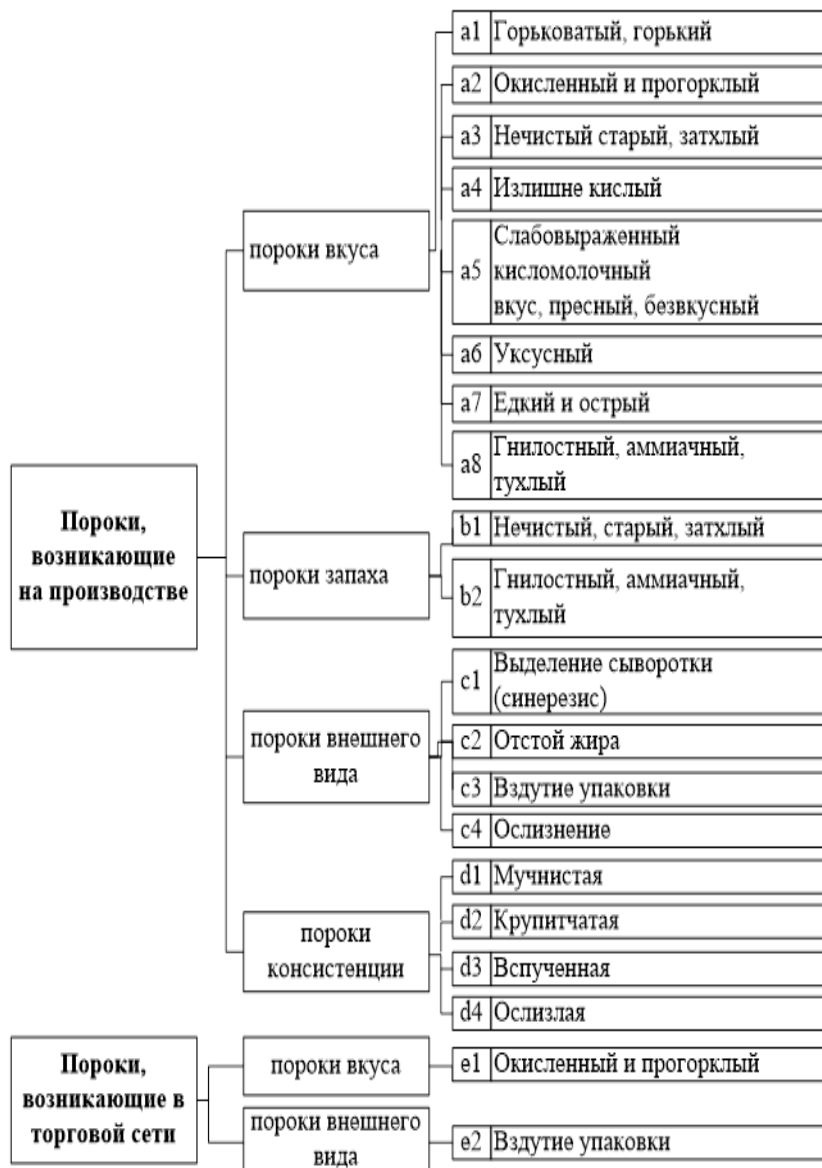 a1 Горьковатый, горький
a2 Окисленный и прогорклый
a3 Нечистый старый, затхлый
a4 Излишне кислый
пороки вкуса
a5 Слабовыраженный
кисломолочный
вкус, пресный, безвкусный
a6 Уксусный
a7 Едкий и острый
a8 Гнилостный, аммиачный,
тухлый
Пороки,
возникающие
на производстве
пороки запаха
b1 Нечистый, старый, затхлый
b2 Гнилостный, аммиачный,
тухлый
пороки внешнего
вида
c1 Выделение сыворотки
(синерезис)
c2 Отстой жира
c3 Вздутие упаковки
c4 Ослизнение
пороки
консистенции
d1 Мучнистая
d2 Крупитчатая
d3 Вспученная
d4 Ослизлая
Пороки,
возникающие в
торговой сети
пороки вкуса
e1 Окисленный и прогорклый
пороки внешнего
вида
e2 Вздутие упаковки